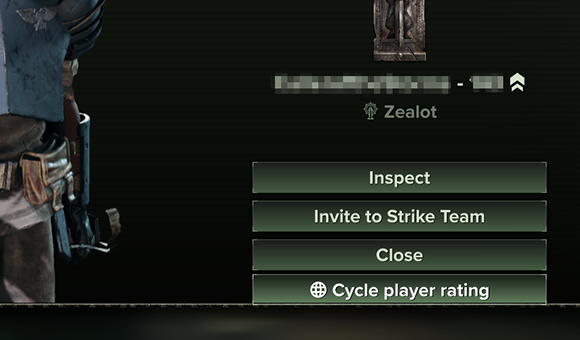 Zealot
Inspect
Invite to Strike Team
Close
Cycle player rating